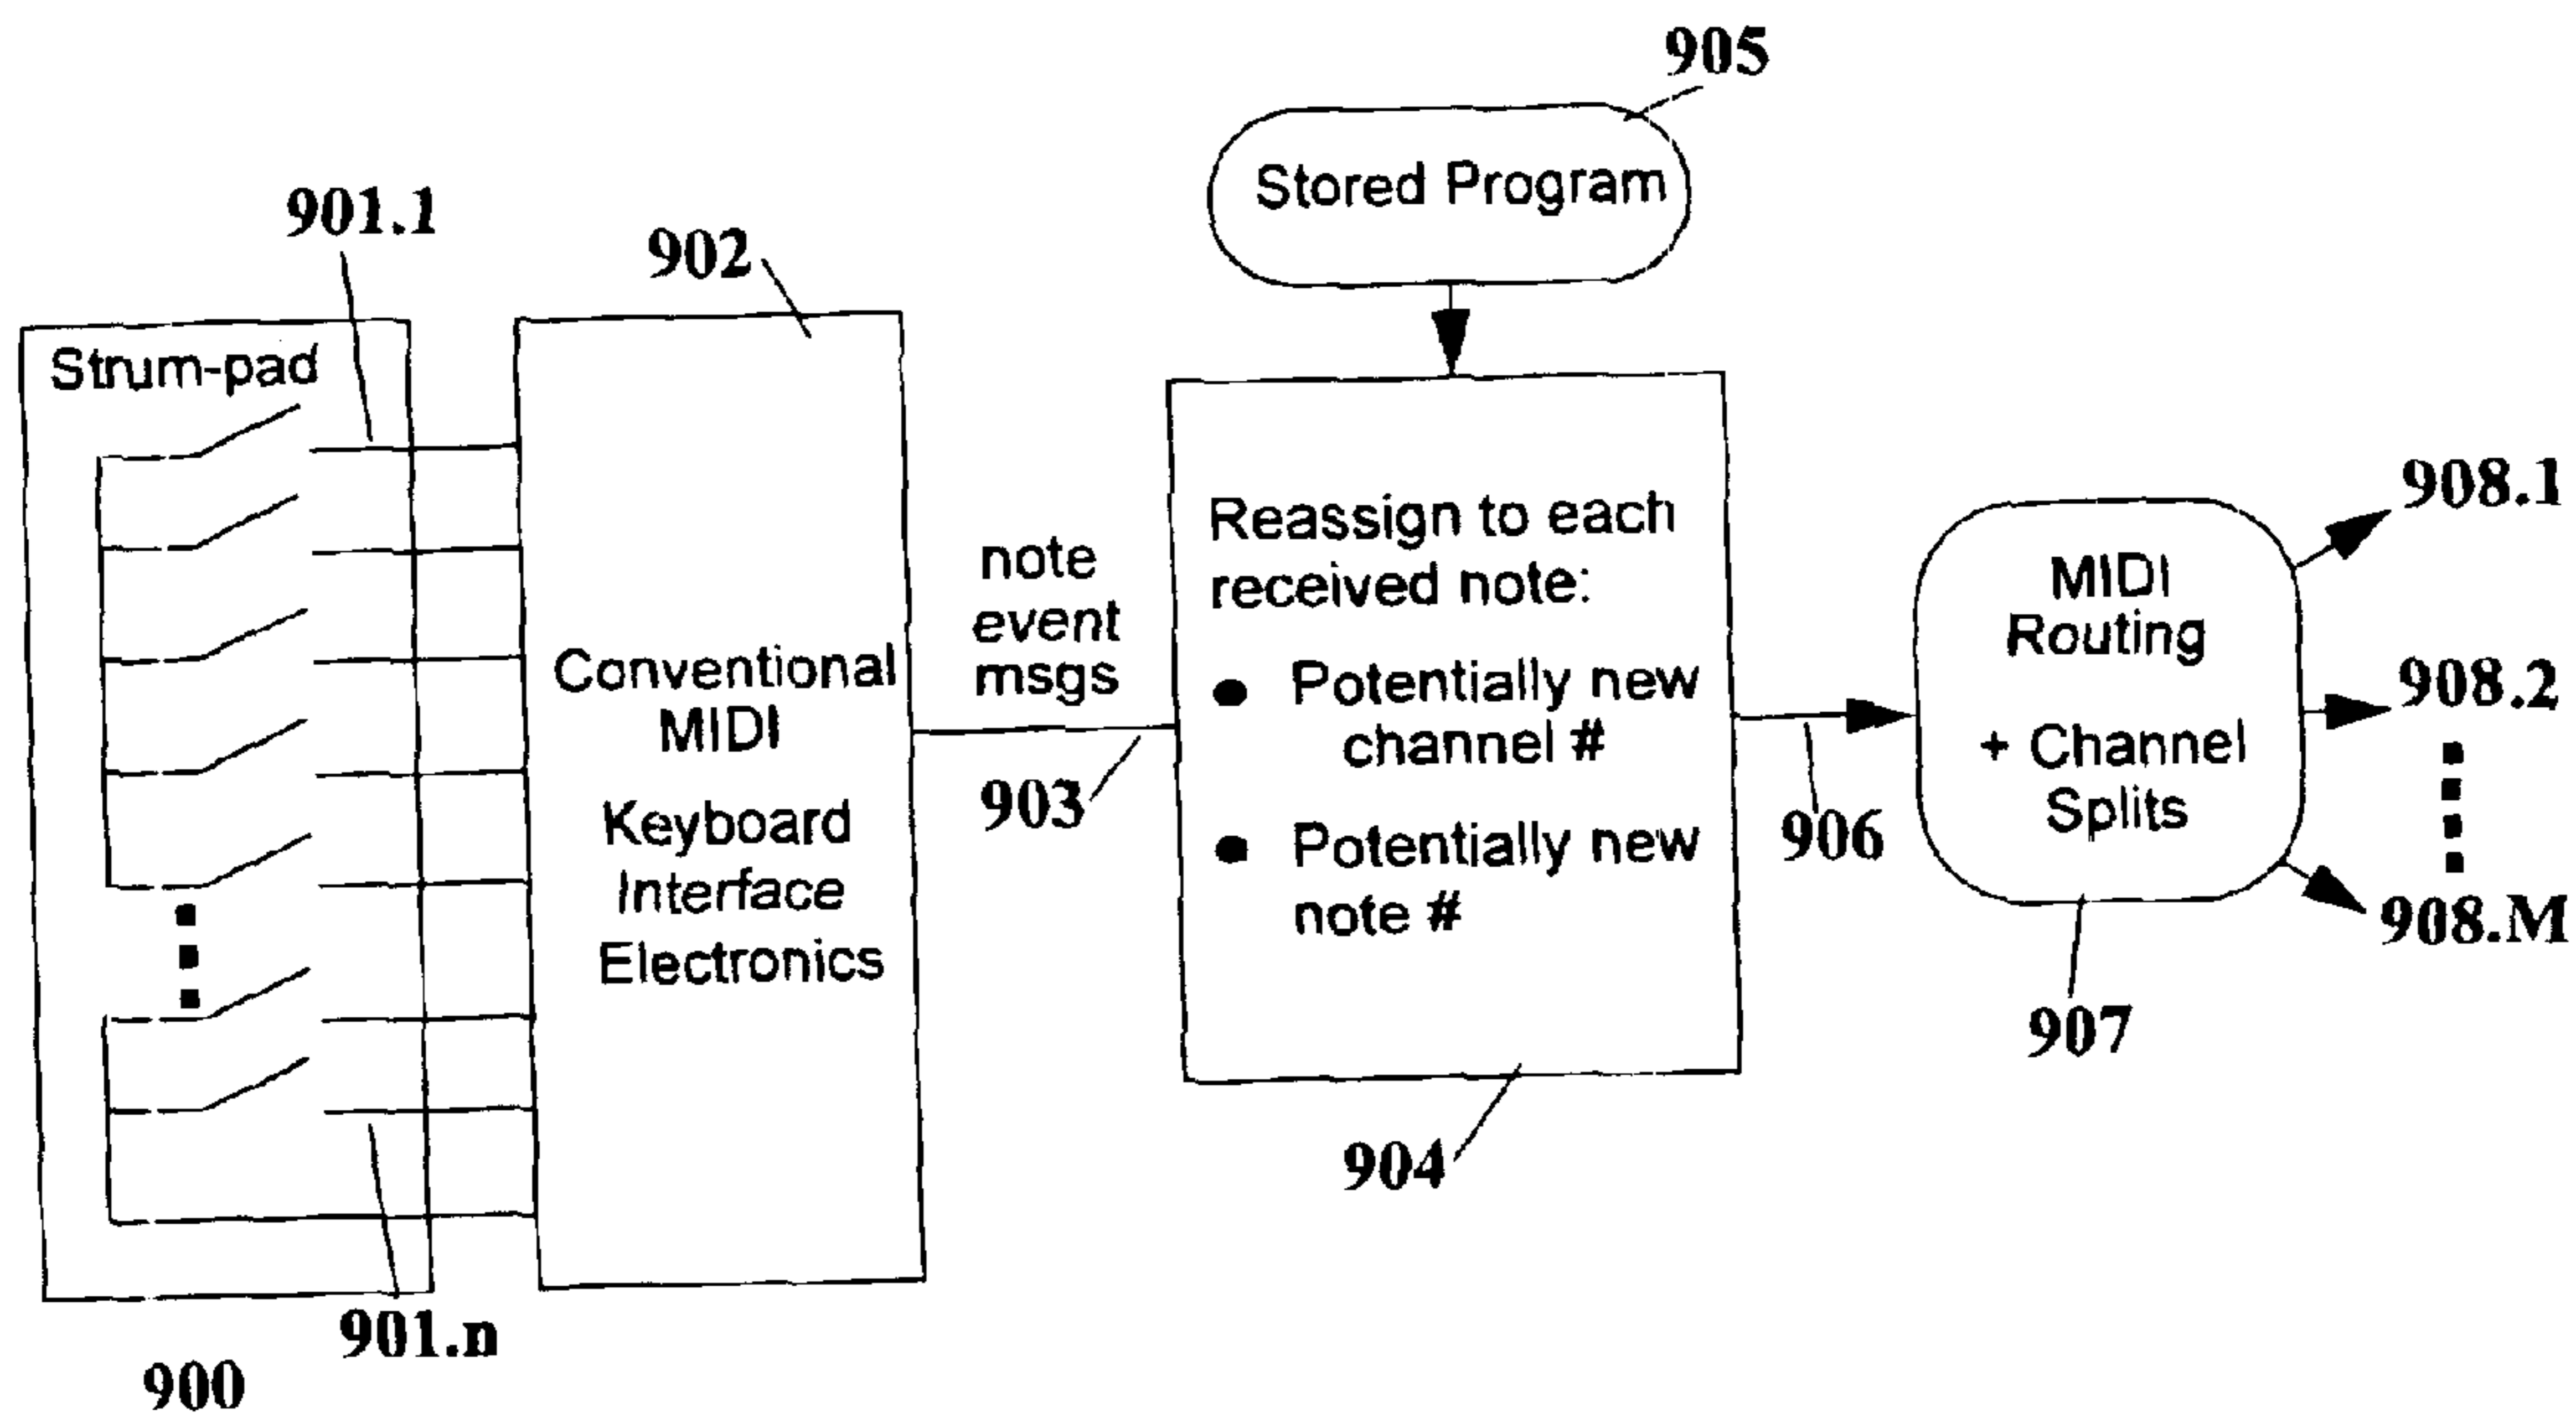 905
Stored Program
901.1
902
Strum-pad
Conventional
MIDI
Keyboard
Interface
Electronics
note
event
msgs
903
Reassign to each
received note:
● Potentially new
channel #
● Potentially new
note #
904
906
MIDI
Routing
+ Channel
Splits
907
908.1
908.2
908.M
901.n
900